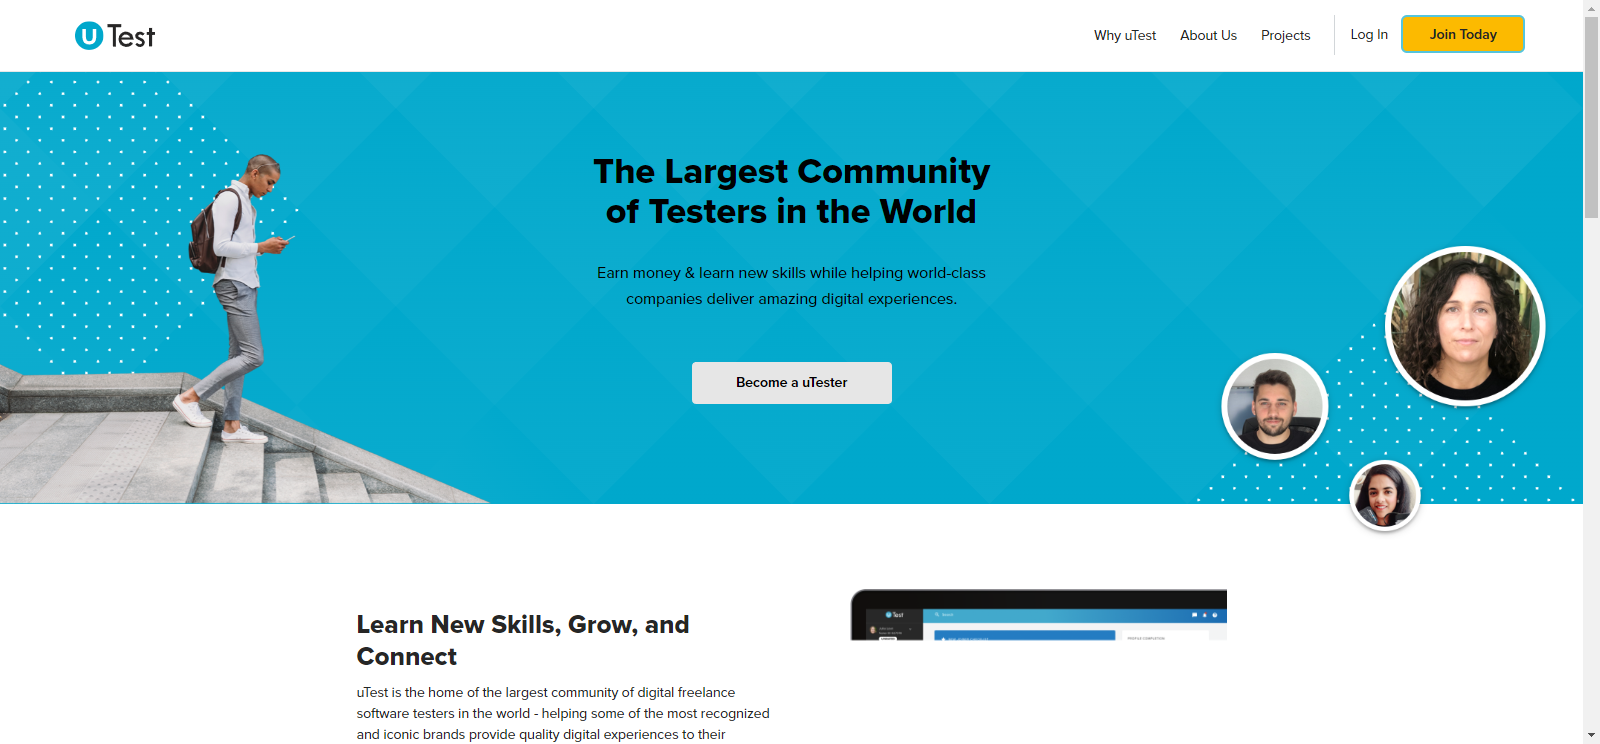 uTest
Why uTest
About Us
Projects
Log In
Join Today
The Largest Community
of Testers in the World
Earn money & learn new skills while helping world-class
companies deliver amazing digital experiences.
Become a uTester
Learn New Skills, Grow, and
Connect
uTest is the home of the largest community of digital freelance
software testers in the world - helping some of the most recognized
and iconic brands provide quality digital experiences to their
uTest
PROFILE COMPLETION